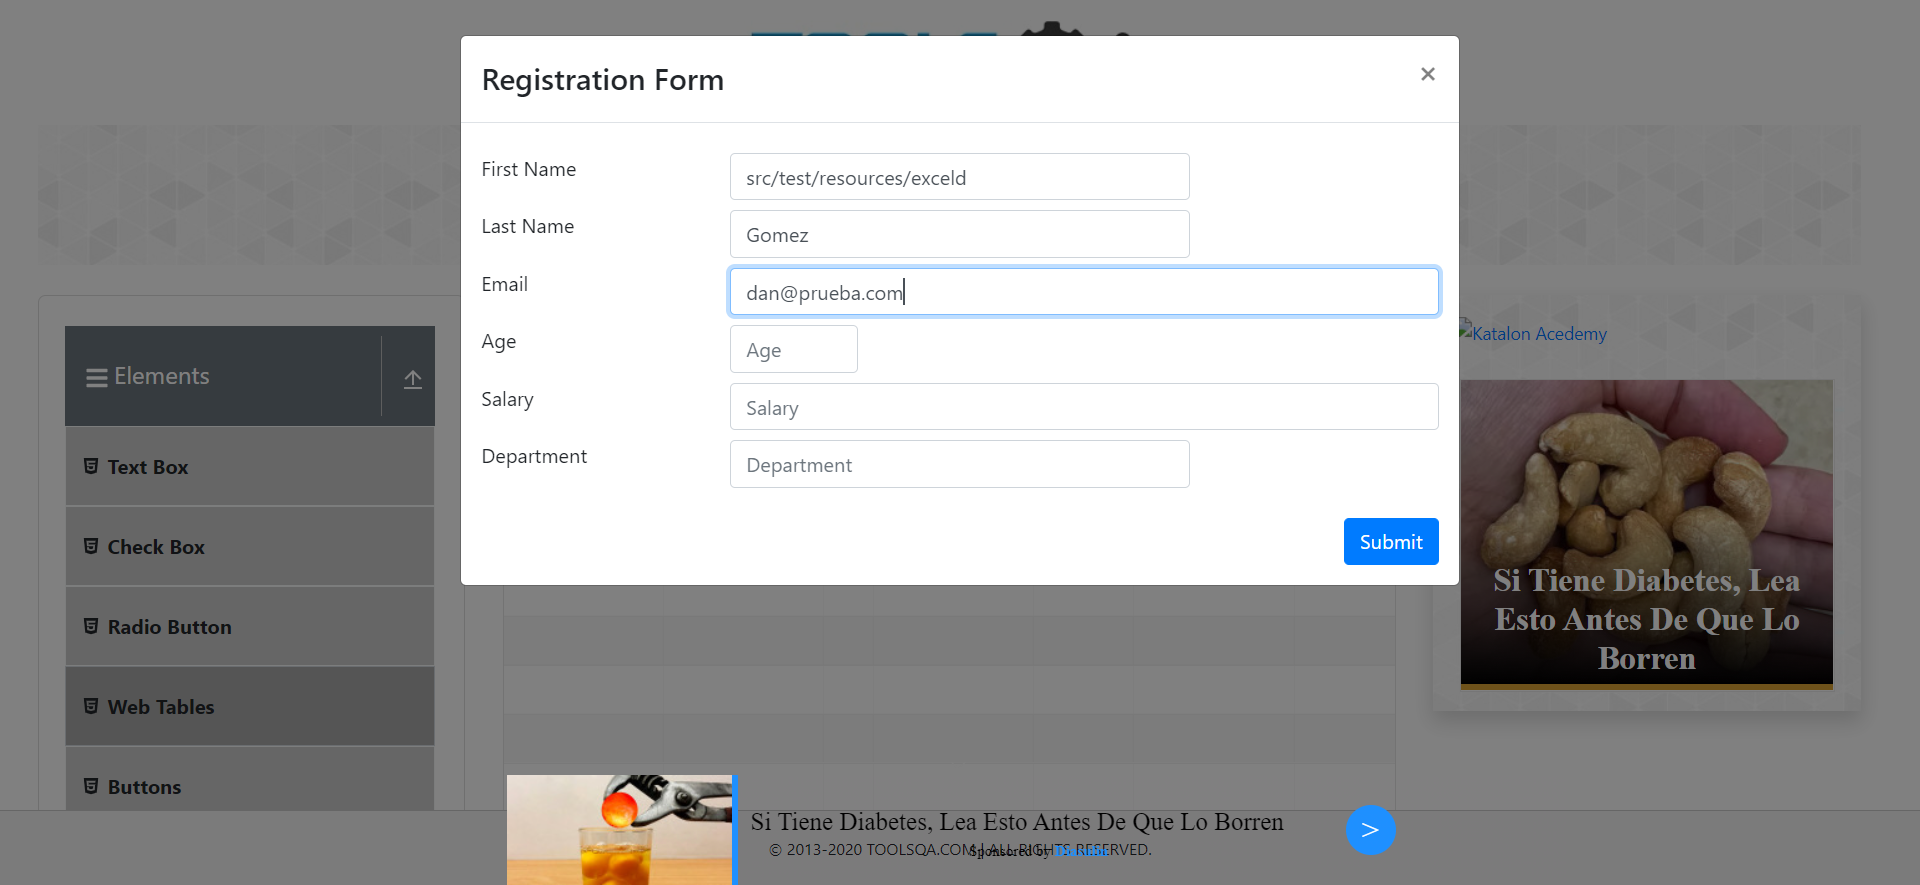 Registration Form
×
First Name
src/test/resources/exceld
Last Name
Gomez
Email
dan@prueba.com
Age
Age
Salary
Salary
Department
Department
Submit
Elements
Text Box
Check Box
Radio Button
Web Tables
Buttons
Katalon Acedemy
Si Tiene Diabetes, Lea
Esto Antes De Que Lo
Borren
Si Tiene Diabetes, Lea Esto Antes De Que Lo Borren
>
© 2013-2020 TOOLSQA.COM | ALL RIGHTS RESERVED.
Sponsored by